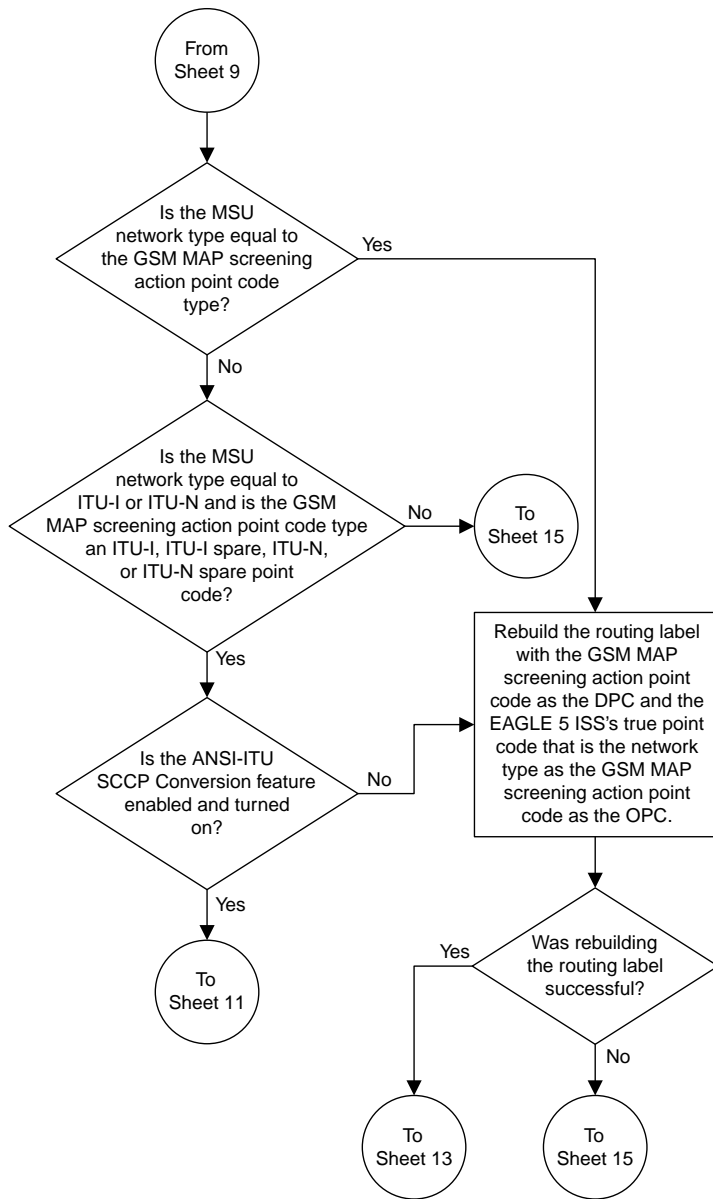 From
Sheet 9
Is the MSU
network type equal to
the GSM MAP screening
action point code
type?
Yes
No
Is the MSU
network type equal to
ITU-I or ITU-N and is the GSM
MAP screening action point code type
an ITU-I, ITU-I spare, ITU-N,
or ITU-N spare point
code?
No
To
Sheet 15
Yes
Rebuild the routing label
with the GSM MAP
screening action point
code as the DPC and the
EAGLE 5 ISS's true point
code that is the network
type as the GSM MAP
screening action point
code as the OPC.
Is the ANSI-ITU
SCCP Conversion feature
enabled and turned
on?
No
Yes
To
Sheet 11
Was rebuilding
the routing label
successful?
Yes
No
To
Sheet 13
To
Sheet 15